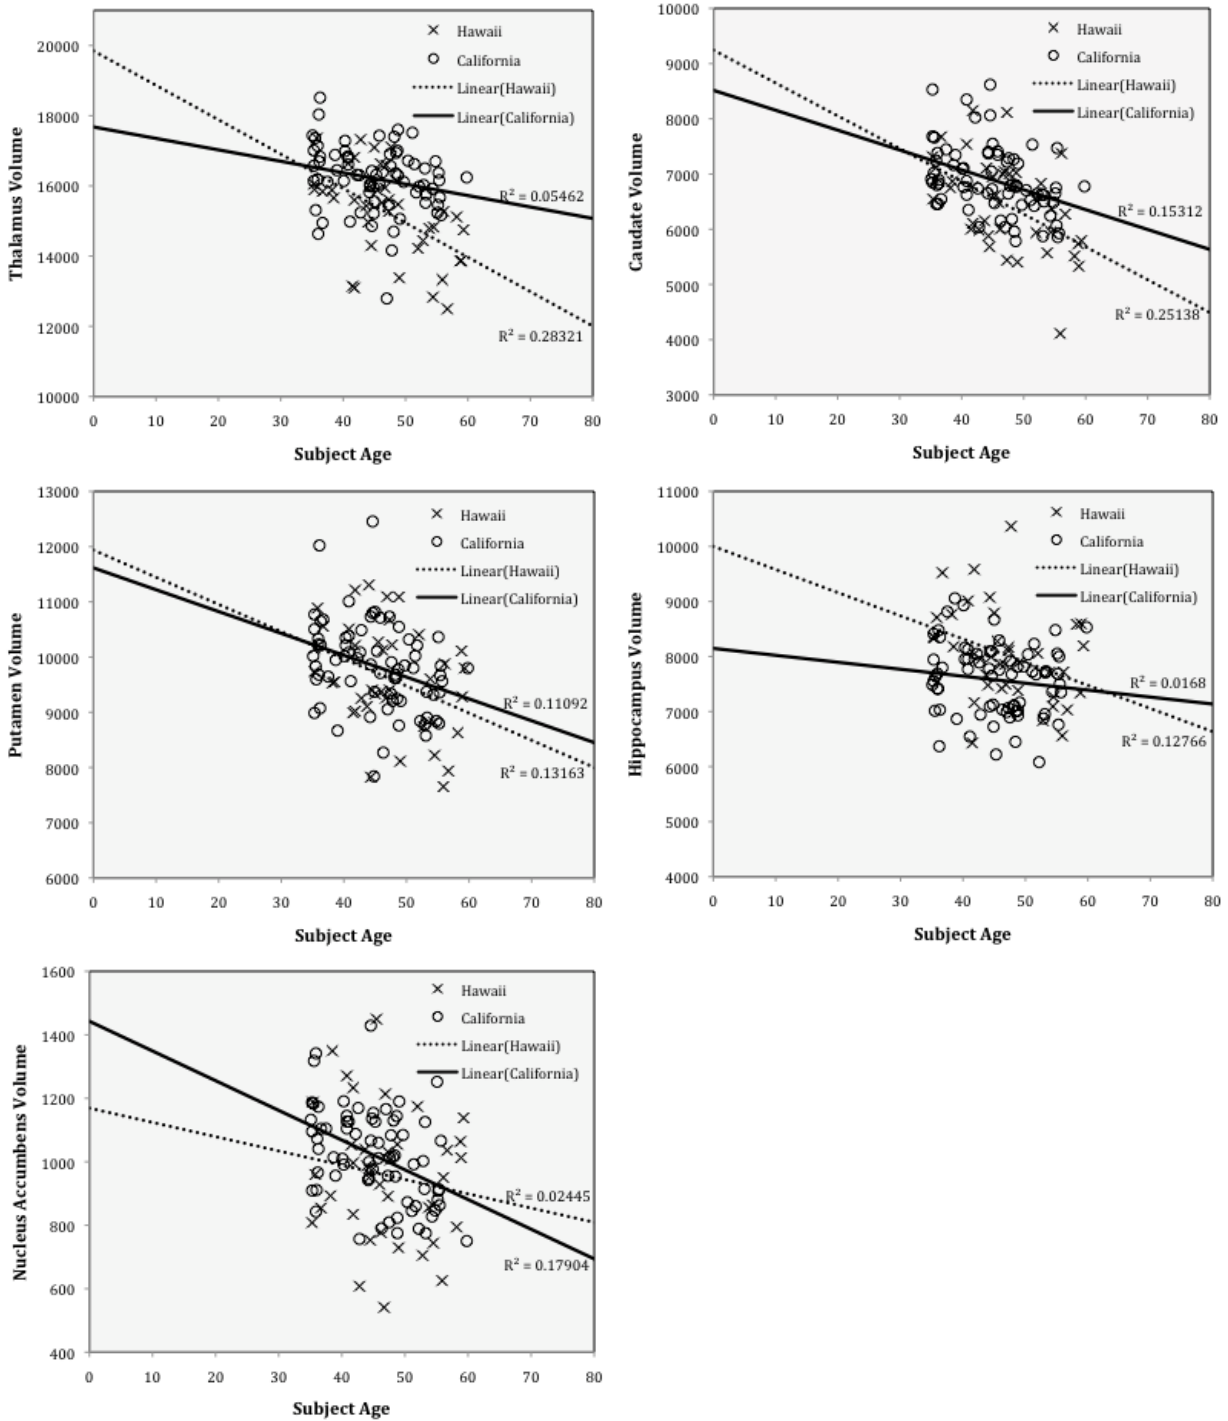 Thalamus Volume
20000
18000
16000
14000
12000
10000
Hawaii
California
Linear(Hawaii)
Linear(California)
R² = 0.05462
R² = 0.28321
0 10 20 30 40 50 60 70 80
Subject Age
Caudate Volume
10000
9000
8000
7000
6000
5000
4000
3000
Hawaii
California
Linear(Hawaii)
Linear(California)
R² = 0.15312
R² = 0.25138
0 10 20 30 40 50 60 70 80
Subject Age
Putamen Volume
13000
12000
11000
10000
9000
8000
7000
6000
Hawaii
California
Linear(Hawaii)
Linear(California)
R² = 0.11092
R² = 0.13163
0 10 20 30 40 50 60 70 80
Subject Age
Hippocampus Volume
11000
10000
9000
8000
7000
6000
5000
4000
Hawaii
California
Linear(Hawaii)
Linear(California)
R² = 0.0168
R² = 0.12766
0 10 20 30 40 50 60 70 80
Subject Age
Nucleus Accumbens Volume
1600
1400
1200
1000
800
600
400
Hawaii
California
Linear(Hawaii)
Linear(California)
R² = 0.02445
R² = 0.17904
0 10 20 30 40 50 60 70 80
Subject Age